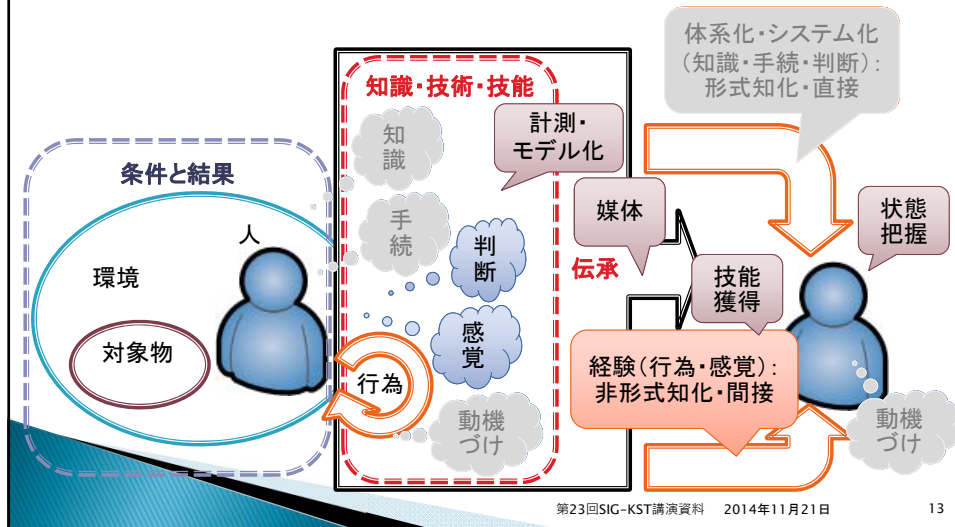 体系化・システム化
(知識・手続・判断):
形式知化・直接
知識・技術・技能
計測・
モデル化
知
識
条件と結果
手
続
人
判
断
媒体
状態
把握
伝承
環境
技能
獲得
対象物
感
覚
行為
経験(行為・感覚):
非形式知化・間接
動機
づけ
動機
づけ
第23回SIG-KST講演資料 2014年11月21日 13